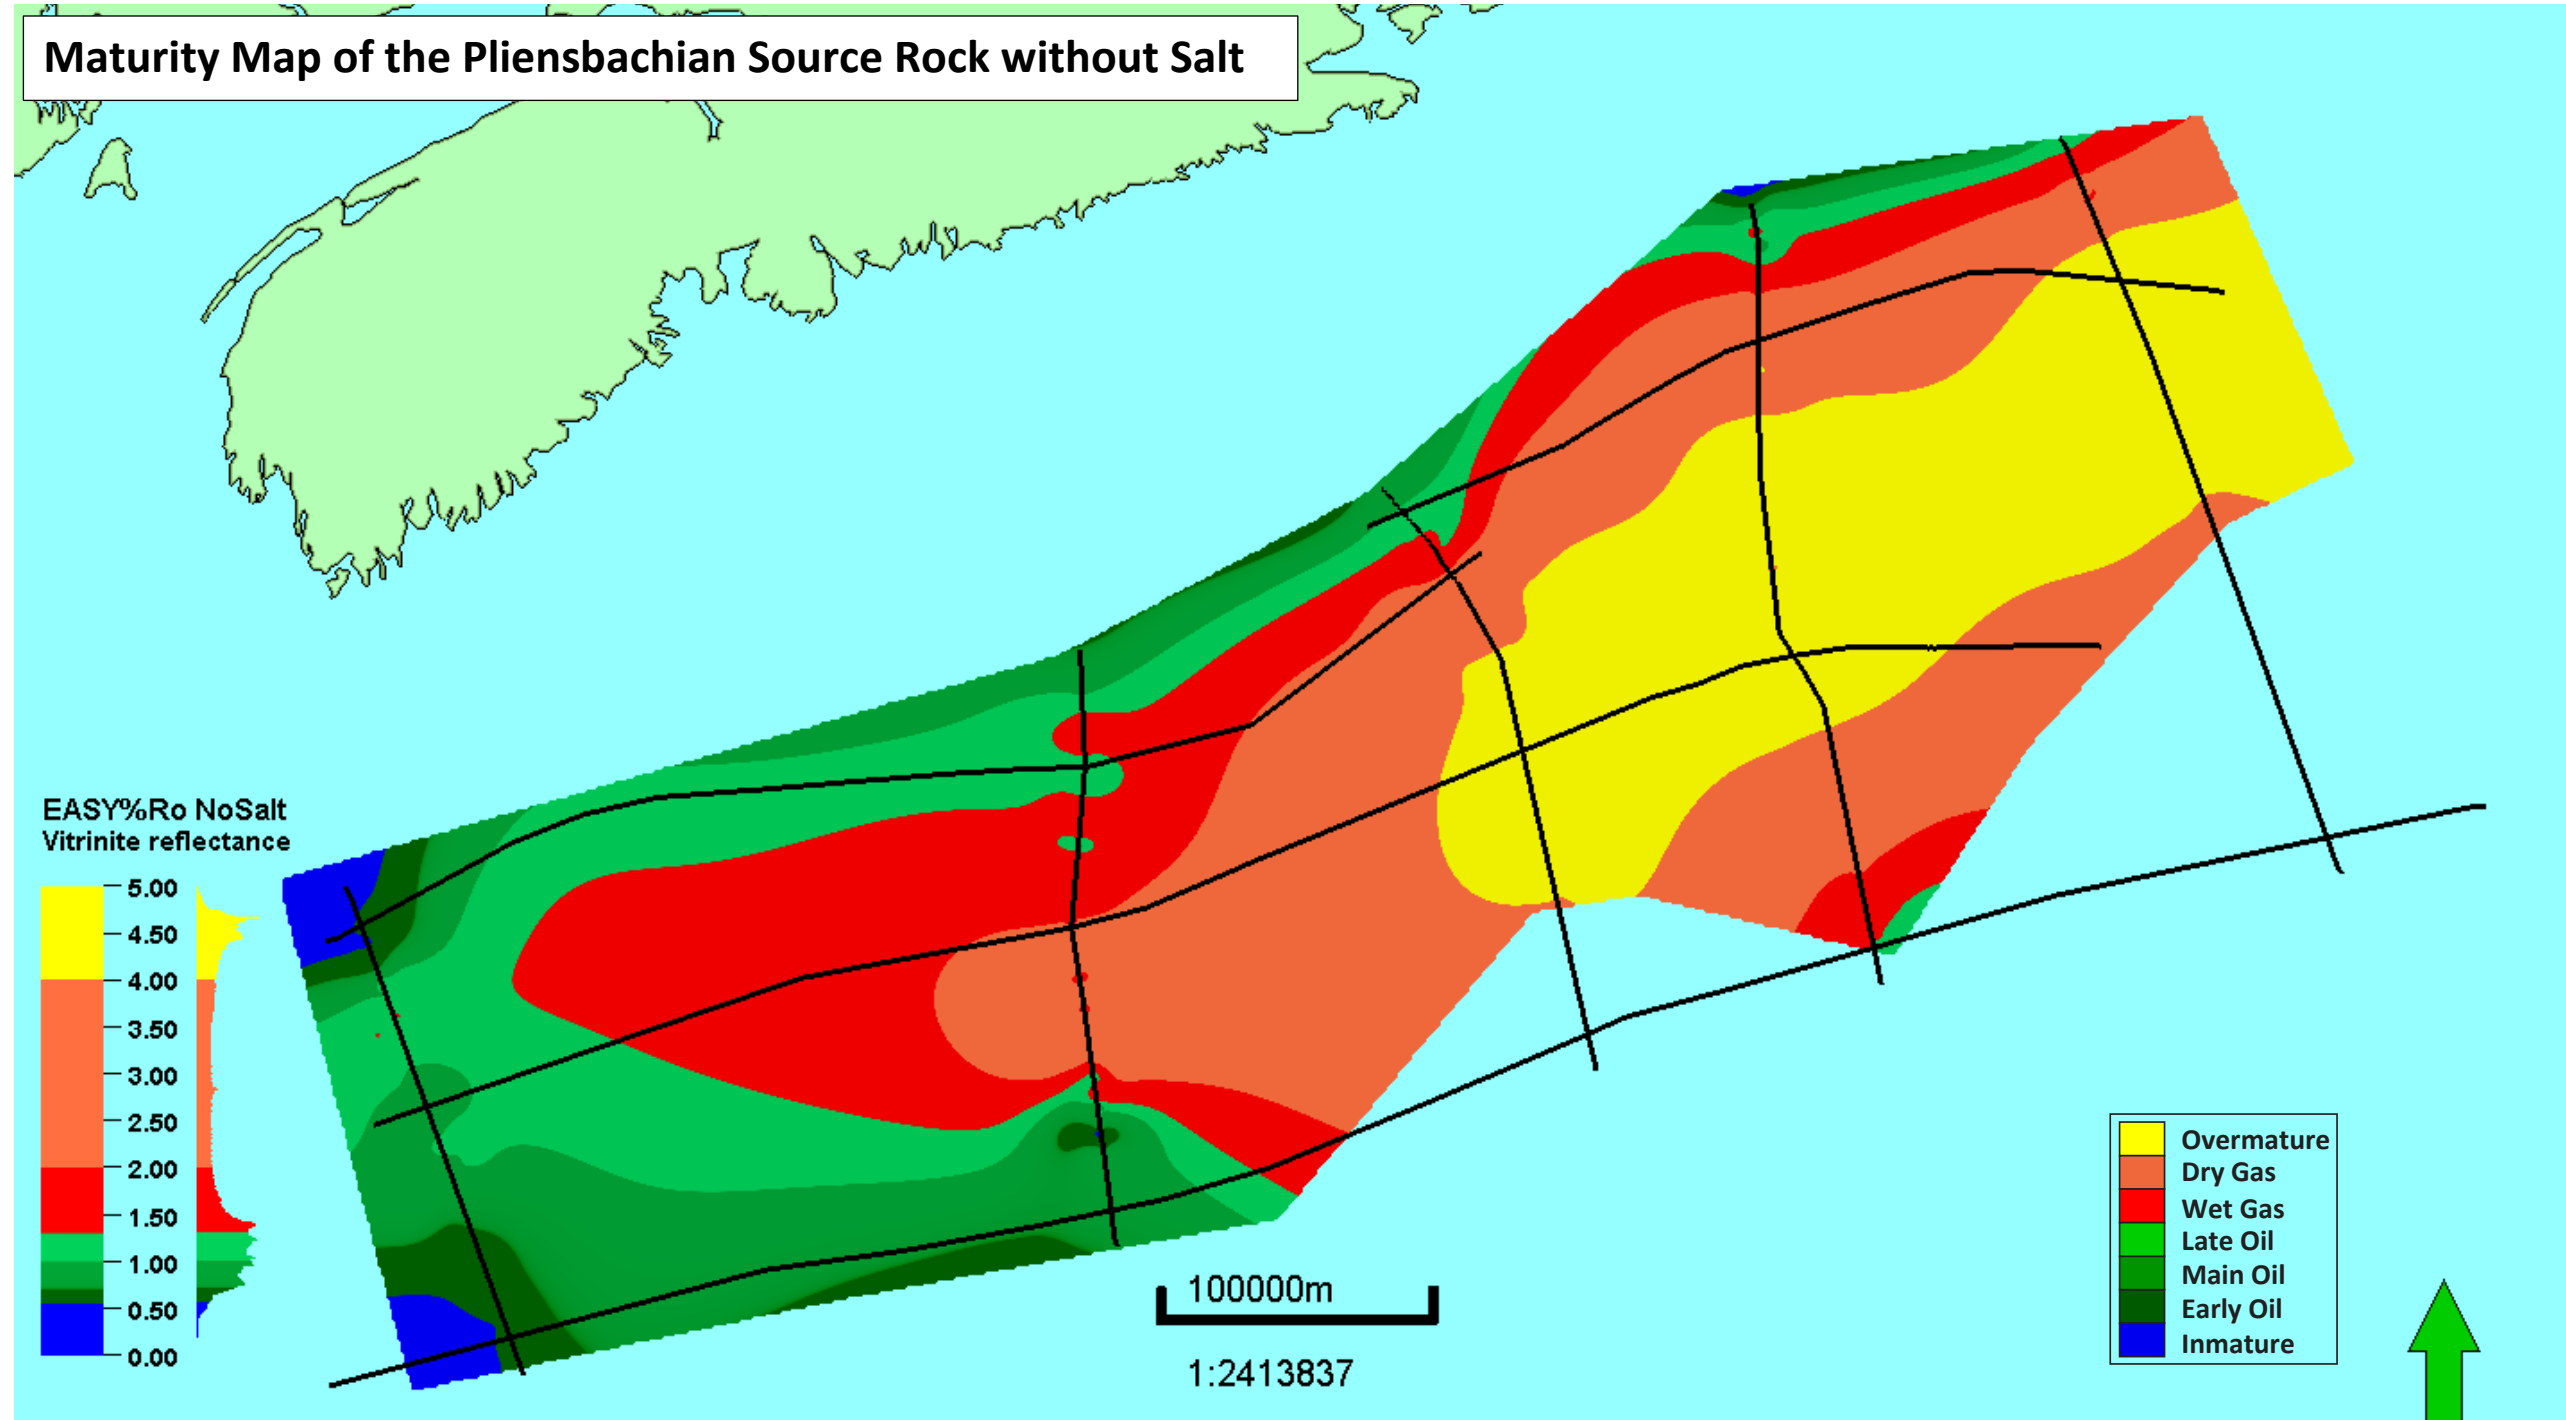 Maturity Map of the Pliensbachian Source Rock without Salt
EASY%Ro NoSalt
Vitrinite reflectance
5.00
4.50
4.00
3.50
3.00
2.50
2.00
1.50
1.00
0.50
0.00
100000m
1:2413837
Overmature
Dry Gas
Wet Gas
Late Oil
Main Oil
Early Oil
Inmature